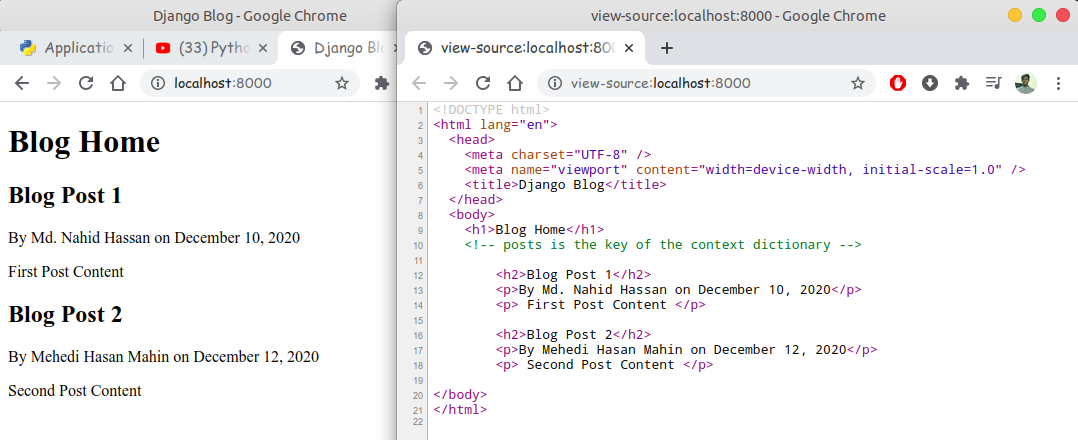 Django Blog - Google Chrome
Applicatio
(33) Pytho
Django Bl
localhost:8000
Blog Home
Blog Post 1
By Md. Nahid Hassan on December 10, 2020
First Post Content
Blog Post 2
By Mehedi Hasan Mahin on December 12, 2020
Second Post Content
view-source:localhost:8000 - Google Chrome
view-source:localhost:800
view-source:localhost:8000
1 <!DOCTYPE html>
2 <html lang="en">
3 <head>
4 <meta charset="UTF-8" />
5 <meta name="viewport" content="width=device-width, initial-scale=1.0" />
6 <title>Django Blog</title>
7 </head>
8 <body>
9 <h1>Blog Home</h1>
10 <!-- posts is the key of the context dictionary -->
11
12 <h2>Blog Post 1</h2>
13 <p>By Md. Nahid Hassan on December 10, 2020</p>
14 <p> First Post Content </p>
15
16 <h2>Blog Post 2</h2>
17 <p>By Mehedi Hasan Mahin on December 12, 2020</p>
18 <p> Second Post Content </p>
19
20 </body>
21 </html>
22